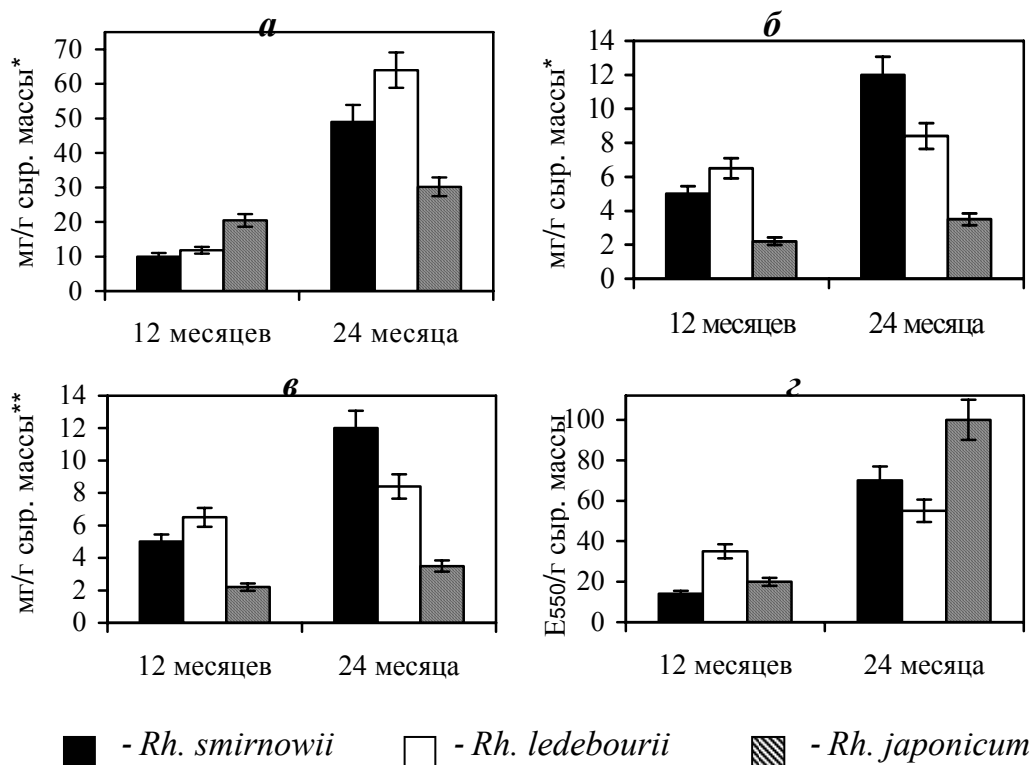 а
мг/г сыр. массы*
70
60
50
40
30
20
10
0
12 месяцев
24 месяца
б
мг/г сыр. массы*
14
12
10
8
6
4
2
0
12 месяцев
24 месяца
в
мг/г сыр. массы**
14
12
10
8
6
4
2
0
12 месяцев
24 месяца
г
Е550/г сыр. массы
100
80
60
40
20
0
12 месяцев
24 месяца
- Rh. smirnowii
- Rh. ledebourii
- Rh. japonicum